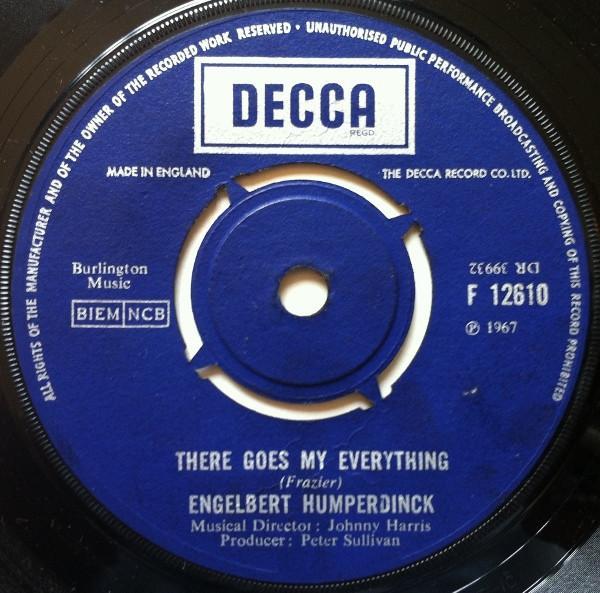 ALL RIGHTS OF THE MANUFACTURER AND OF THE OWNER OF THE RECORDED WORK RESERVED • UNAUTHORISED PUBLIC PERFORMANCE BROADCASTING AND COPYING OF THIS RECORD PROHIBITED
DECCA
REGD
MADE IN ENGLAND
THE DECCA RECORD CO. LTD.
Burlington
Music
BIEM NCB
DR 39932
F 12610
℗ 1967
THERE GOES MY EVERYTHING
(Frazier)
ENGELBERT HUMPERDINCK
Musical Director : Johnny Harris
Producer : Peter Sullivan